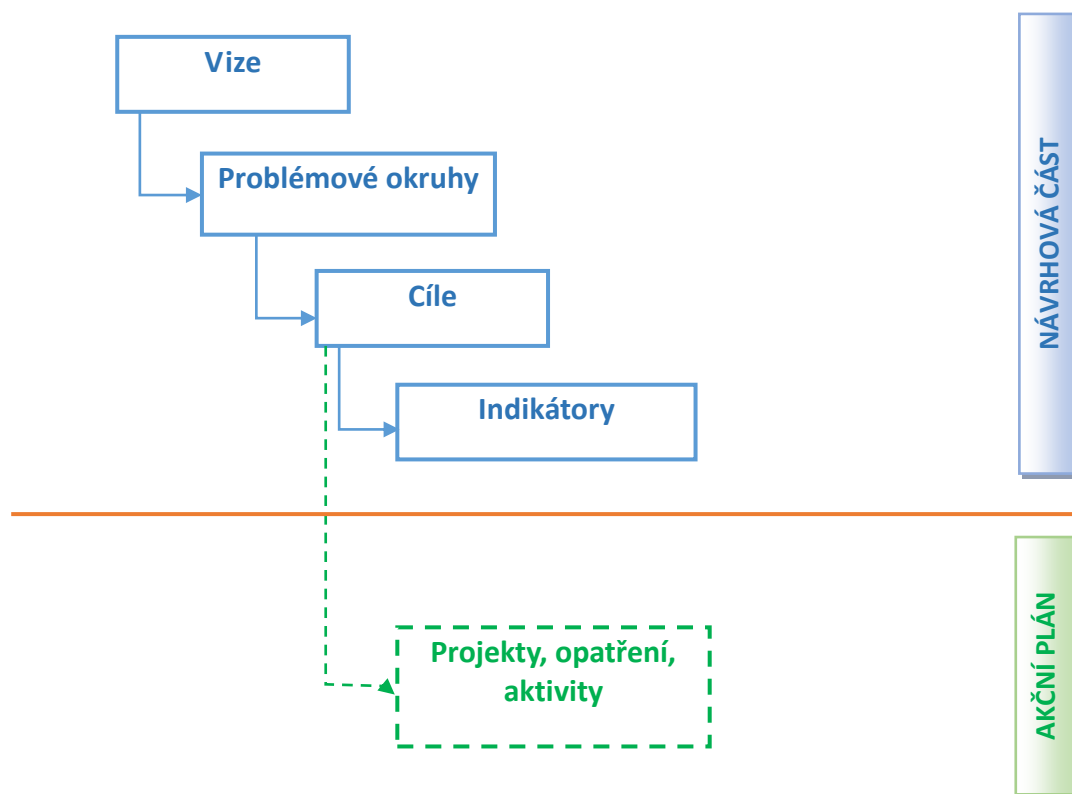 Vize
Problémové okruhy
Cíle
Indikátory
NÁVRHOVÁ ČÁST
Projekty, opatření,
aktivity
AKČNÍ PLÁN